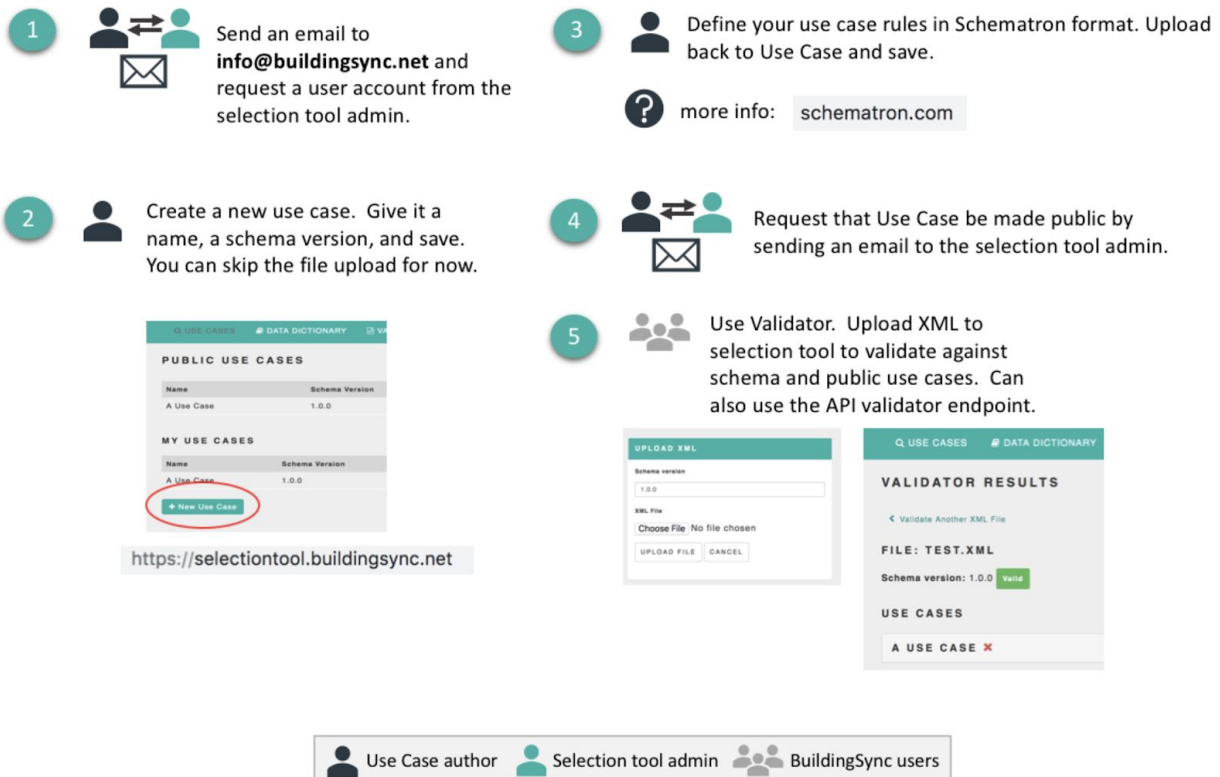 1
Send an email to
info@buildingsync.net and
request a user account from the
selection tool admin.
2
Create a new use case. Give it a
name, a schema version, and save.
You can skip the file upload for now.
USE CASES DATA DICTIONARY VA
PUBLIC USE CASES
Name Schema Version
A Use Case 1.0.0
MY USE CASES
Name Schema Version
A Use Case 1.0.0
+ New Use Case
https://selectiontool.buildingsync.net
3
Define your use case rules in Schematron format. Upload
back to Use Case and save.
? more info: schematron.com
4
Request that Use Case be made public by
sending an email to the selection tool admin.
5
Use Validator. Upload XML to
selection tool to validate against
schema and public use cases. Can
also use the API validator endpoint.
UPLOAD XML
Schema version
1.0.0
XML File
Choose File No file chosen
UPLOAD FILE CANCEL
USE CASES DATA DICTIONARY
VALIDATOR RESULTS
Validate Another XML File
FILE: TEST.XML
Schema version: 1.0.0 Valid
USE CASES
A USE CASE ✖
Use Case author Selection tool admin BuildingSync users